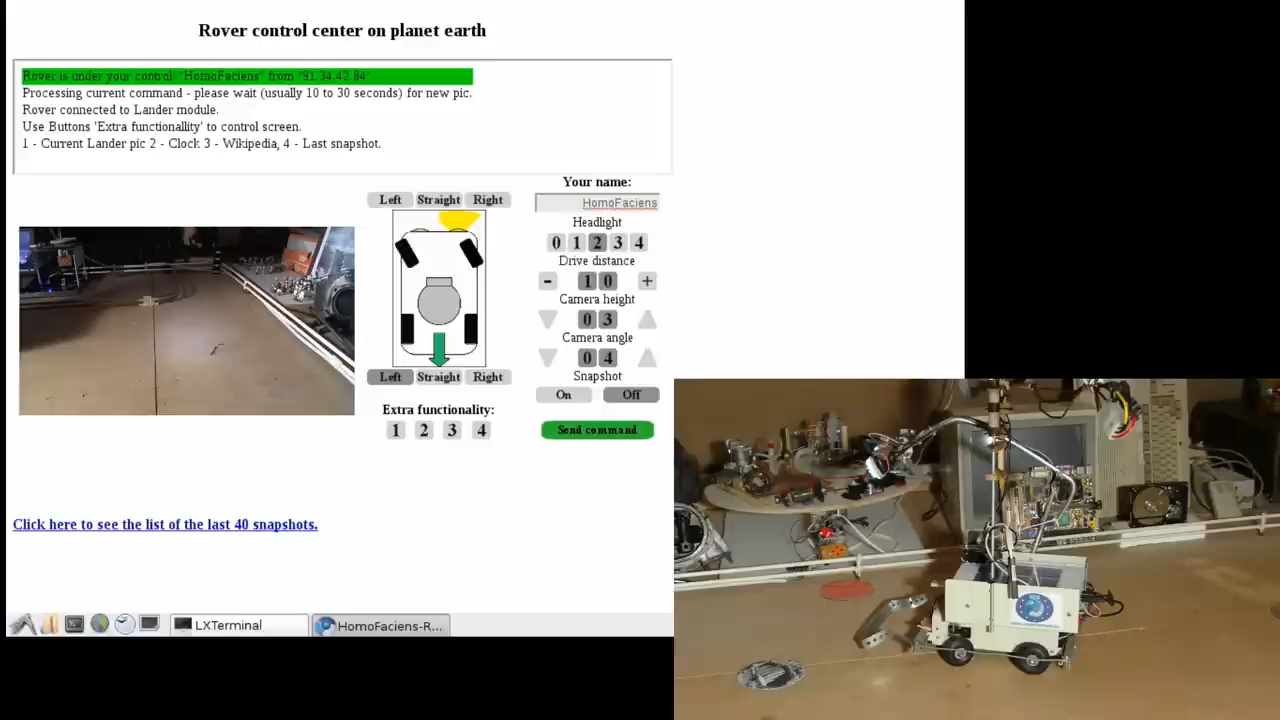 Rover control center on planet earth
Rover is under your control: "HomoFaciens" from "91.34.42.84"
Processing current command - please wait (usually 10 to 30 seconds) for new pic.
Rover connected to Lander module.
Use Buttons 'Extra functionallity' to control screen.
1 - Current Lander pic 2 - Clock 3 - Wikipedia, 4 - Last snapshot.
Your name:
Left Straight Right
HomoFaciens
Headlight
0 1 2 3 4
Drive distance
- 1 0 +
Camera height
0 3
Camera angle
0 4
Snapshot
Left Straight Right
On Off
Extra functionality:
1 2 3 4
Send command
Click here to see the list of the last 40 snapshots.
LXTerminal
HomoFaciens-R...